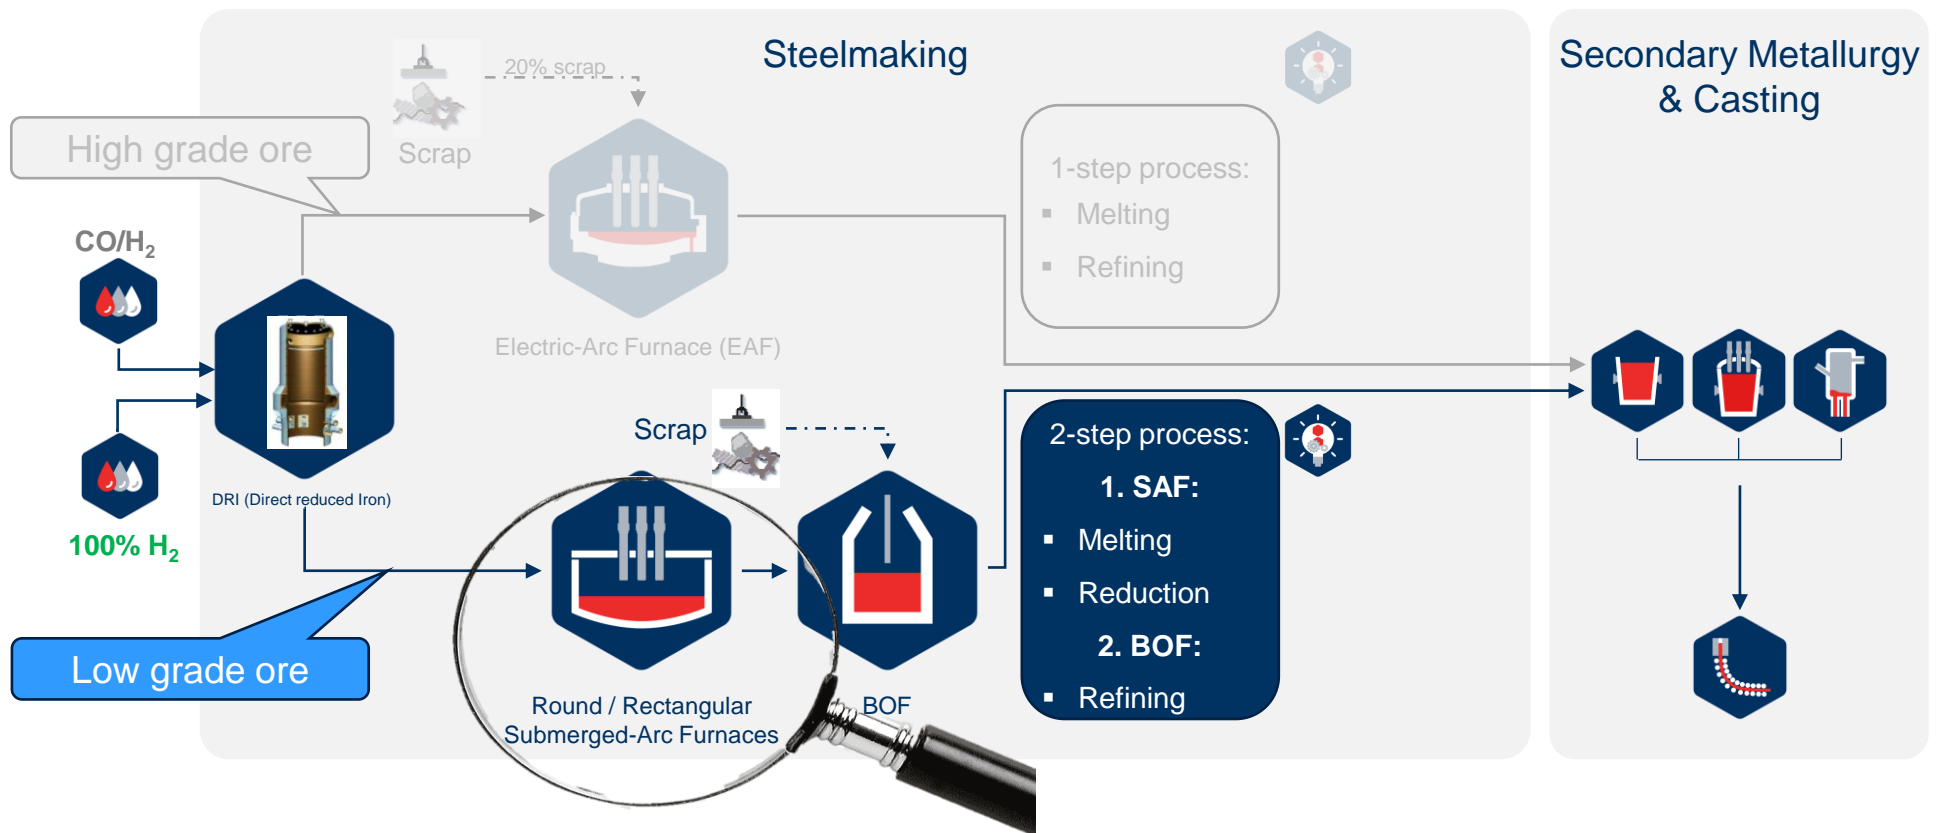 Steelmaking
Secondary Metallurgy
& Casting
20% scrap
Scrap
High grade ore
1-step process:
▪ Melting
▪ Refining
CO/H₂
Electric-Arc Furnace (EAF)
DRI (Direct reduced Iron)
100% H₂
Scrap
2-step process:
1. SAF:
▪ Melting
▪ Reduction
2. BOF:
▪ Refining
Low grade ore
Round / Rectangular
Submerged-Arc Furnaces
BOF